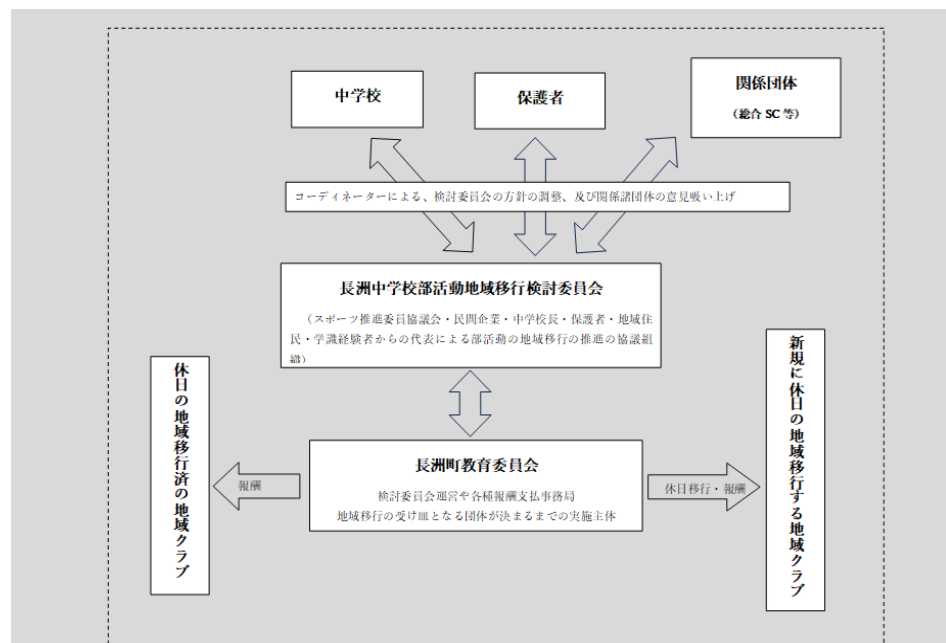 中学校
保護者
関係団体
（総合 SC 等）
コーディネーターによる、検討委員会の方針の調整、及び関係諸団体の意見吸い上げ
長洲中学校部活動地域移行検討委員会
（スポーツ推進委員協議会・民間企業・中学校長・保護者・地域住
民・学識経験者からの代表による部活動の地域移行の推進の協議組
織）
休日の地域移行済の地域クラブ
新規に休日の地域移行する地域クラブ
長洲町教育委員会
検討委員会運営や各種報酬支払事務局
地域移行の受け皿となる団体が決まるまでの実施主体
報酬
休日移行・報酬